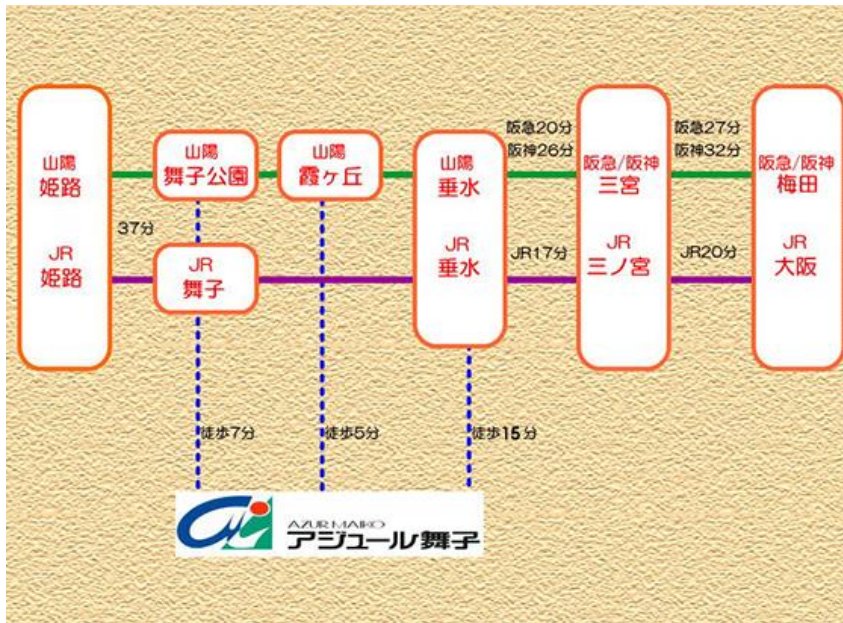 阪急20分
阪神26分
阪急27分
阪神32分
山陽
姫路
山陽
舞子公園
山陽
霞ヶ丘
山陽
垂水
阪急/阪神
三宮
阪急/阪神
梅田
37分
JR
姫路
JR
舞子
JR
垂水
JR17分
JR
三ノ宮
JR20分
JR
大阪
徒歩7分
徒歩5分
徒歩15分
AZUR MAIKO
アジュール舞子